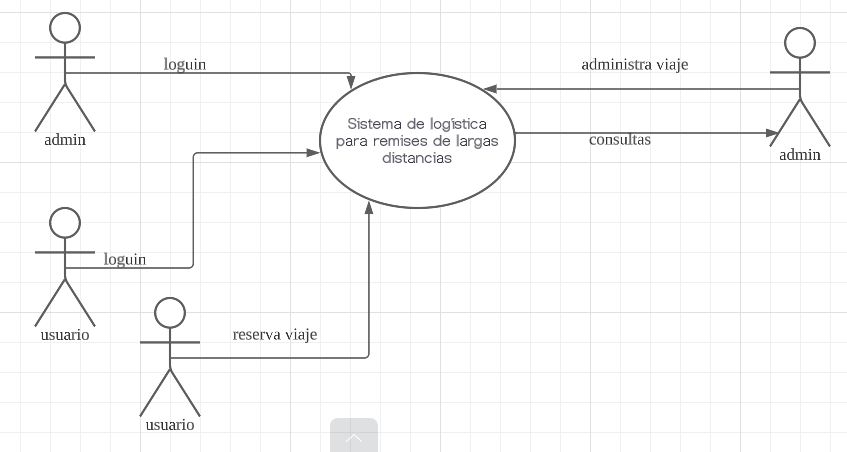 loguin
administra viaje
Sistema de logística
para remises de largas
distancias
admin
consultas
admin
loguin
usuario
reserva viaje
usuario